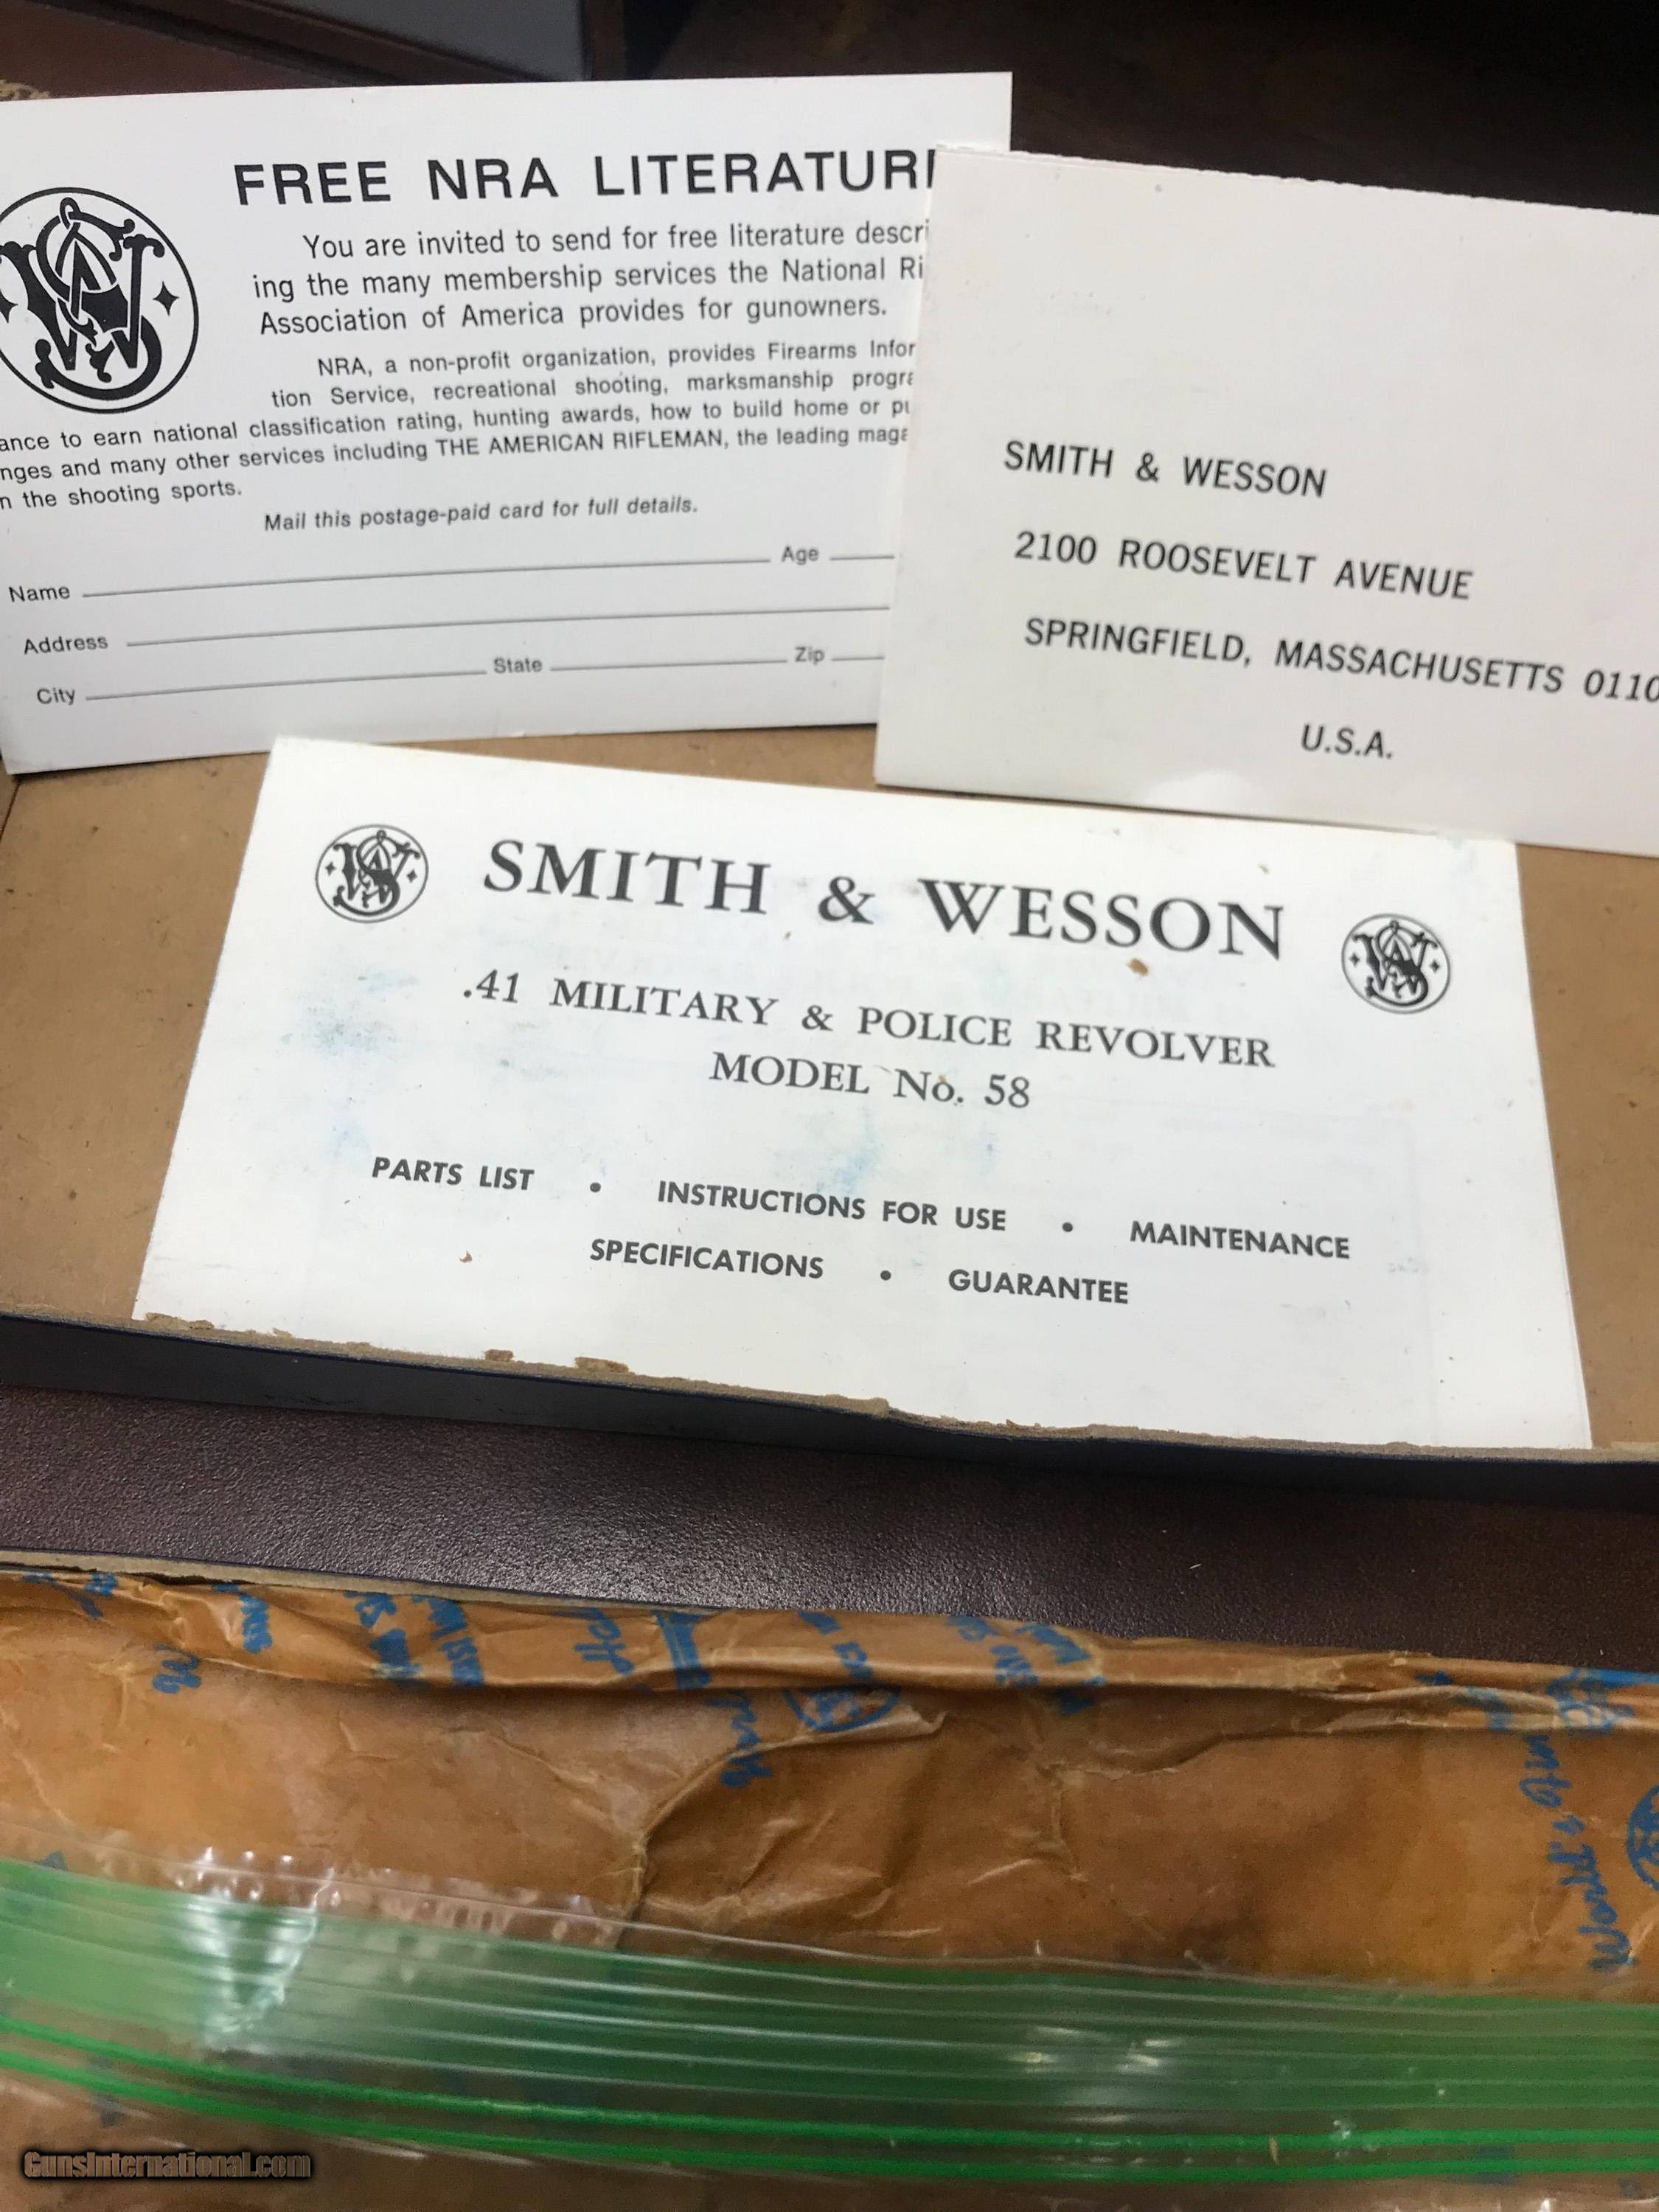 FREE NRA LITERATUR
You are invited to send for free literature descri
ing the many membership services the National Ri
Association of America provides for gunowners.
NRA, a non-profit organization, provides Firearms Infor
tion Service, recreational shooting, marksmanship progra
ance to earn national classification rating, hunting awards, how to build home or pu
nges and many other services including THE AMERICAN RIFLEMAN, the leading maga
n the shooting sports.
Mail this postage-paid card for full details.
Name Age
Address
City State Zip
SMITH & WESSON
2100 ROOSEVELT AVENUE
SPRINGFIELD, MASSACHUSETTS 0110
U.S.A.
SMITH & WESSON
.41 MILITARY & POLICE REVOLVER
MODEL No. 58
PARTS LIST • INSTRUCTIONS FOR USE • MAINTENANCE
SPECIFICATIONS • GUARANTEE
World's
GunsInternational.com